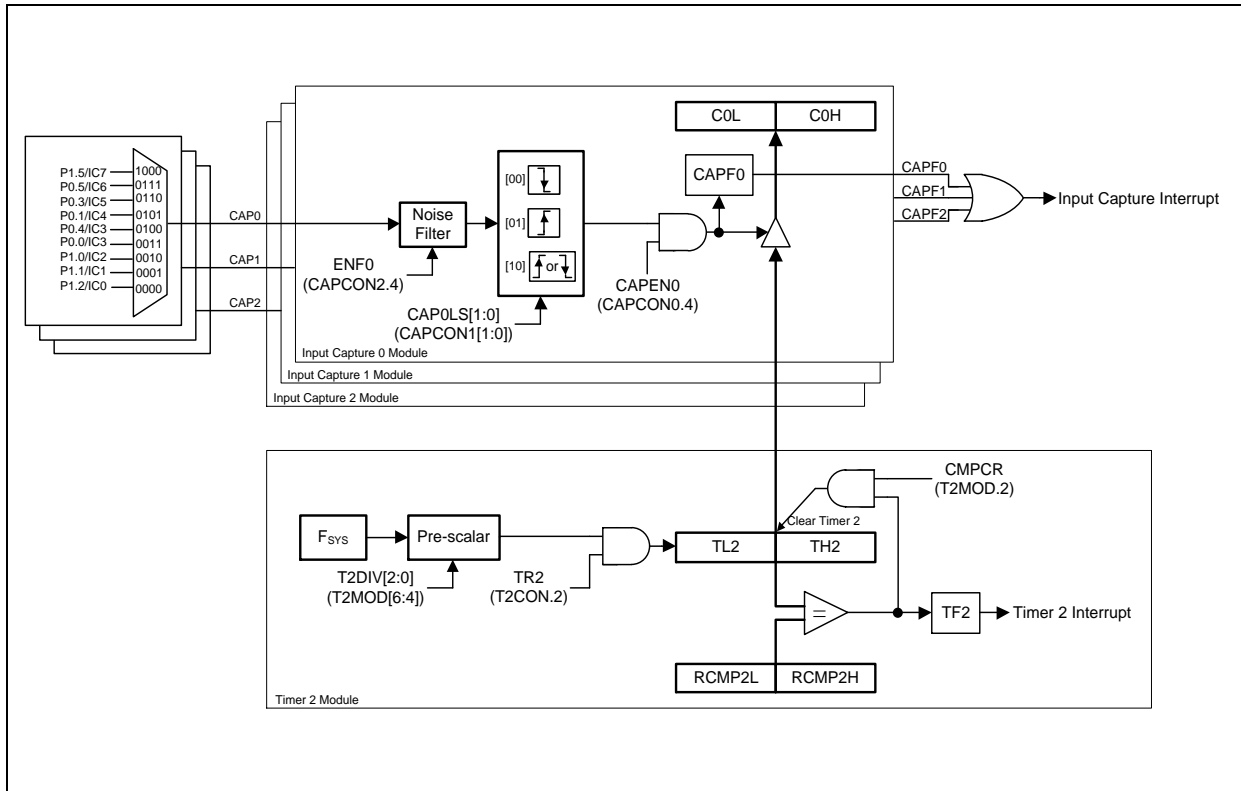 C0L C0H
P1.5/IC7 1000
P0.5/IC6 0111
P0.3/IC5 0110
P0.1/IC4 0101
P0.4/IC3 0100
P0.0/IC3 0011
P1.0/IC2 0010
P1.1/IC1 0001
P1.2/IC0 0000
CAP0
CAP1
CAP2
Noise
Filter
ENF0
(CAPCON2.4)
[00]
[01]
[10] or
CAP0LS[1:0]
(CAPCON1[1:0])
CAPF0
CAPEN0
(CAPCON0.4)
CAPF0
CAPF1
CAPF2
Input Capture Interrupt
Input Capture 0 Module
Input Capture 1 Module
Input Capture 2 Module
CMPCR
(T2MOD.2)
Clear Timer 2
FSYS
Pre-scalar
T2DIV[2:0]
(T2MOD[6:4])
TR2
(T2CON.2)
TL2 TH2
=
TF2
Timer 2 Interrupt
RCMP2L RCMP2H
Timer 2 Module